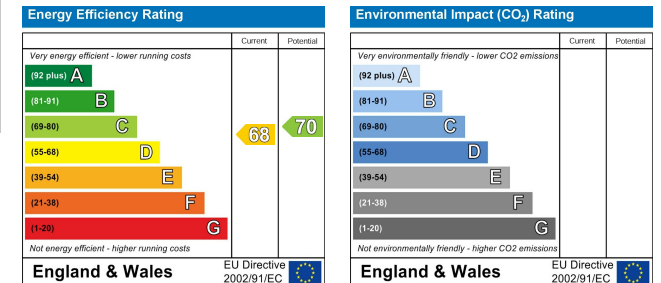 Energy Efficiency Rating
Current Potential
Very energy efficient - lower running costs
(92 plus) A
(81-91) B
(69-80) C
70
68
(55-68) D
(39-54) E
(21-38) F
(1-20) G
Not energy efficient - higher running costs
England & Wales
EU Directive
2002/91/EC
Environmental Impact (CO2) Rating
Current Potential
Very environmentally friendly - lower CO2 emissions
(92 plus) A
(81-91) B
(69-80) C
(55-68) D
(39-54) E
(21-38) F
(1-20) G
Not environmentally friendly - higher CO2 emissions
England & Wales
EU Directive
2002/91/EC